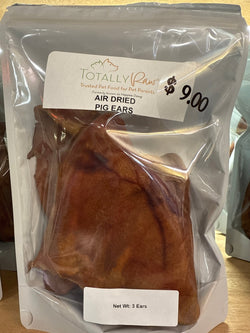 TOTALLY Raw
Trusted Pet Food for Pet Parents
$ 9.00
AIR DRIED
PIG EARS
Net Wt: 3 Ears